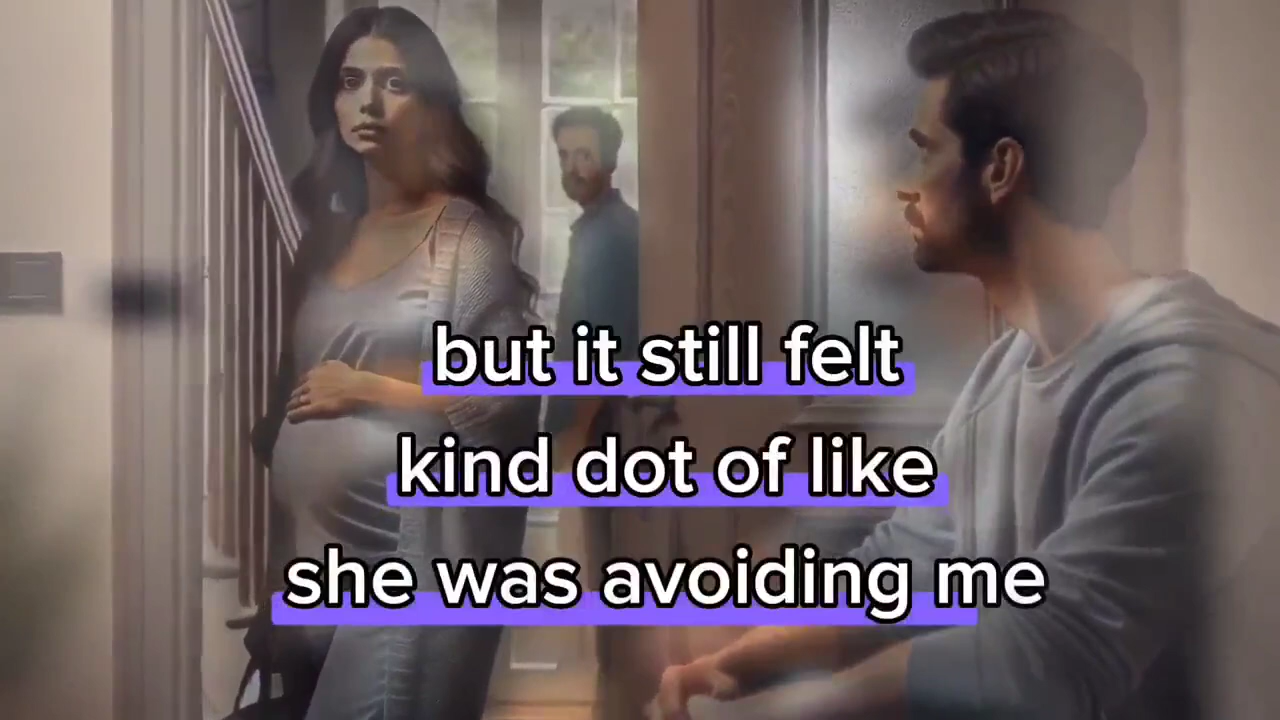 but it still felt
kind dot of like
she was avoiding me